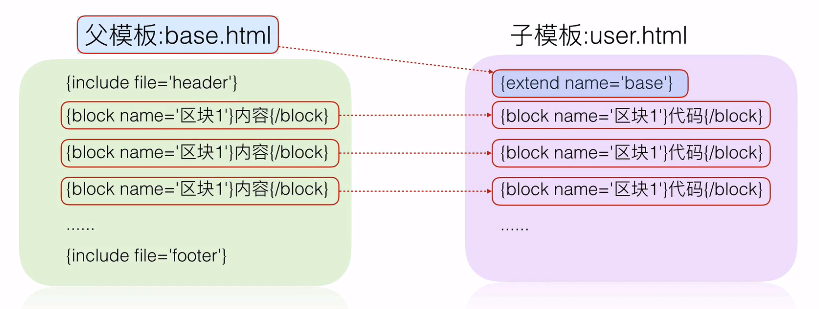 父模板:base.html
{include file='header'}
{block name='区块1'}内容{/block}
{block name='区块1'}内容{/block}
{block name='区块1'}内容{/block}
......
{include file='footer'}
子模板:user.html
{extend name='base'}
{block name='区块1'}代码{/block}
{block name='区块1'}代码{/block}
{block name='区块1'}代码{/block}
......